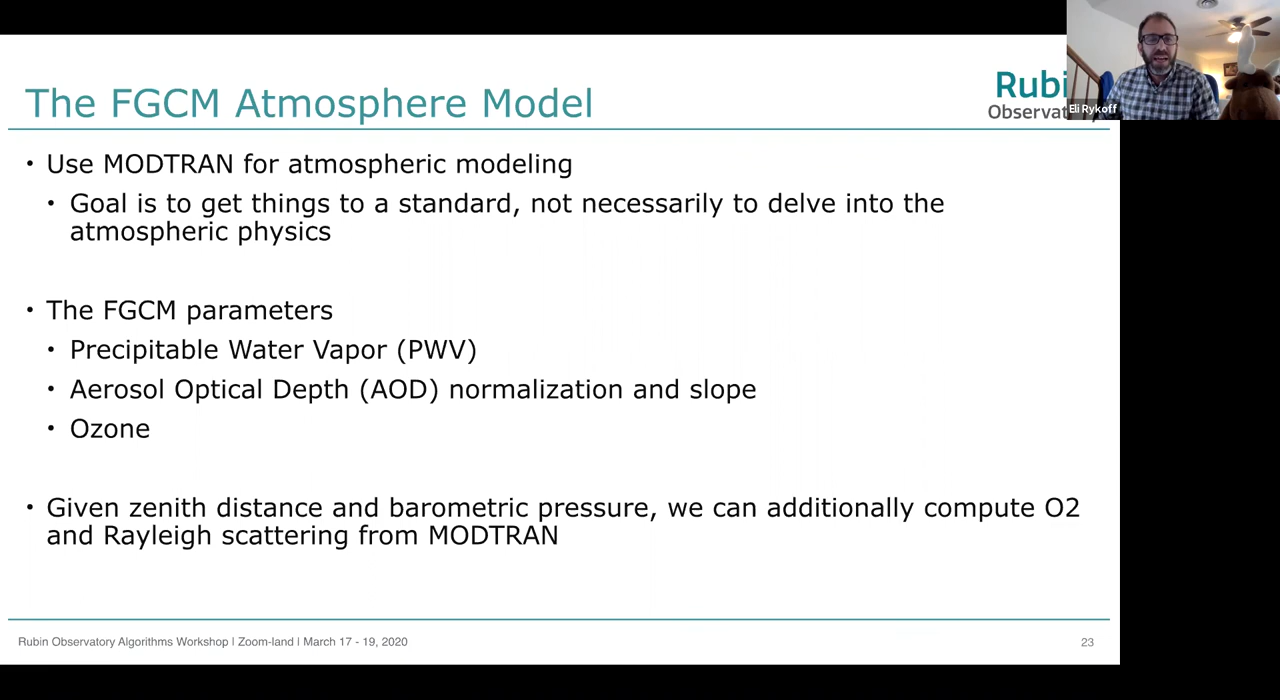 The FGCM Atmosphere Model
Rubi
Observat
Eli Rykoff
• Use MODTRAN for atmospheric modeling
• Goal is to get things to a standard, not necessarily to delve into the
atmospheric physics
• The FGCM parameters
• Precipitable Water Vapor (PWV)
• Aerosol Optical Depth (AOD) normalization and slope
• Ozone
• Given zenith distance and barometric pressure, we can additionally compute O2
and Rayleigh scattering from MODTRAN
Rubin Observatory Algorithms Workshop | Zoom-land | March 17 - 19, 2020
23